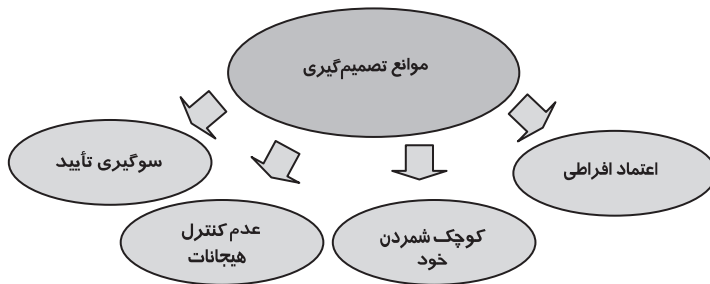 موانع تصمیم‌گیری
اعتماد افراطی
کوچک شمردن
خود
عدم کنترل
هیجانات
سوگیری تأیید